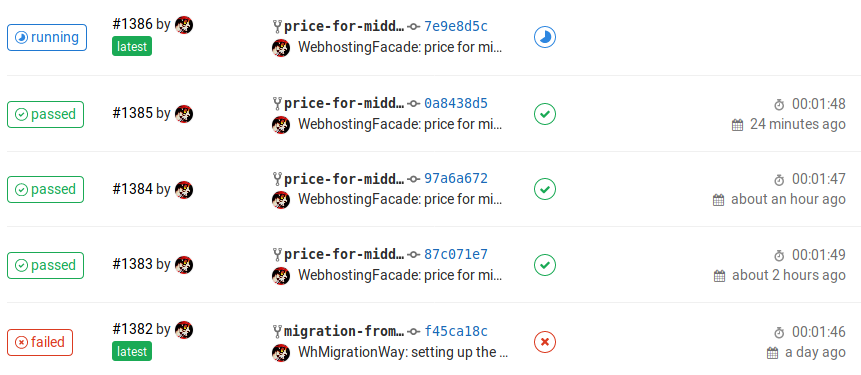 running
#1386 by
latest
price-for-midd… 7e9e8d5c
WebhostingFacade: price for mi…
passed
#1385 by
price-for-midd… 0a8438d5
WebhostingFacade: price for mi…
00:01:48
24 minutes ago
passed
#1384 by
price-for-midd… 97a6a672
WebhostingFacade: price for mi…
00:01:47
about an hour ago
passed
#1383 by
price-for-midd… 87c071e7
WebhostingFacade: price for mi…
00:01:49
about 2 hours ago
failed
#1382 by
latest
migration-from… f45ca18c
WhMigrationWay: setting up the …
00:01:46
a day ago